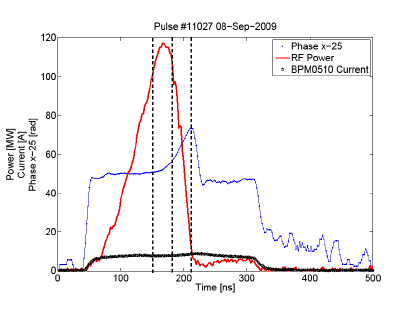 Pulse #11027 08-Sep-2009
Phase x-25
RF Power
BPM0510 Current
Power [MW]
Current [A]
Phase x-25 [rad]
120
100
80
60
40
20
0
0 100 200 300 400 500
Time [ns]